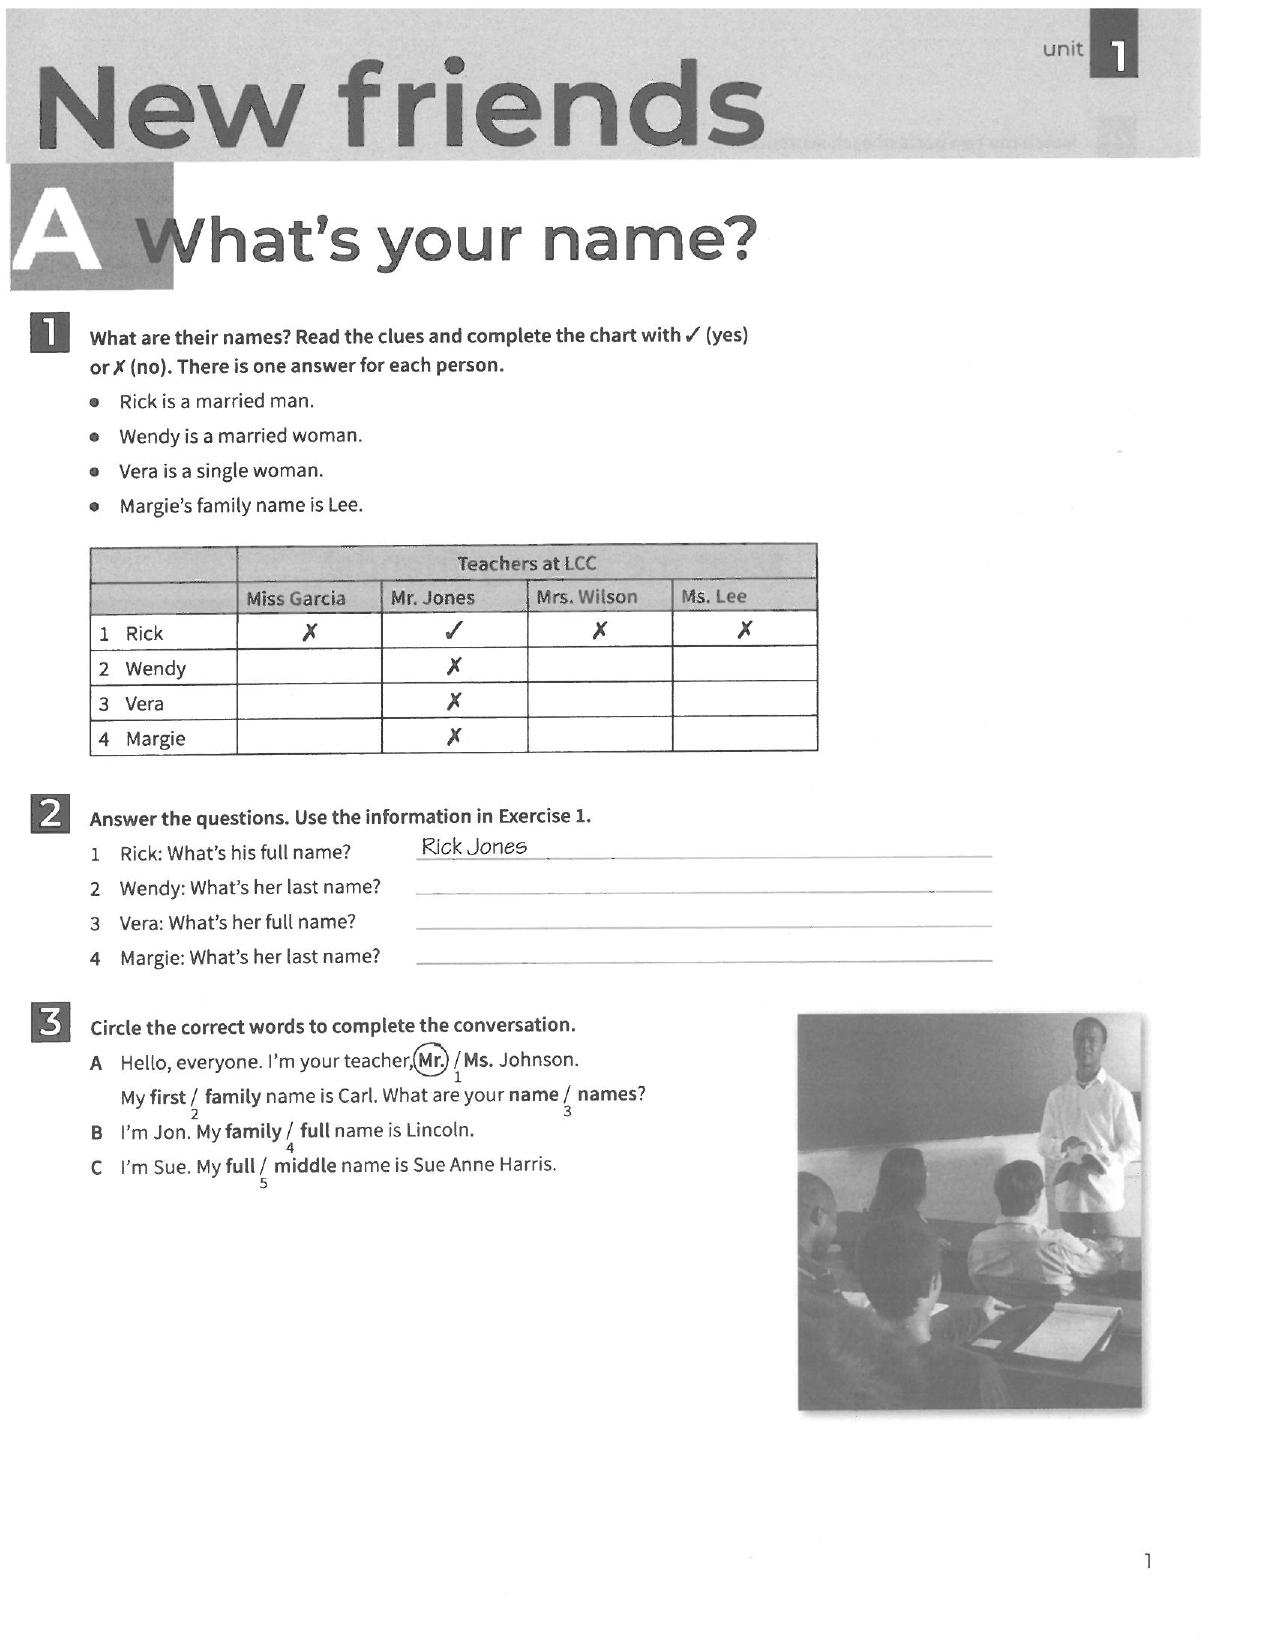 unit 1
New friends
A What's your name?
1 What are their names? Read the clues and complete the chart with ✓ (yes)
or ✗ (no). There is one answer for each person.
• Rick is a married man.
• Wendy is a married woman.
• Vera is a single woman.
• Margie's family name is Lee.
Teachers at LCC
Miss Garcia Mr. Jones Mrs. Wilson Ms. Lee
1 Rick ✗ ✓ ✗ ✗
2 Wendy ✗
3 Vera ✗
4 Margie ✗
2 Answer the questions. Use the information in Exercise 1.
1 Rick: What's his full name? Rick Jones
2 Wendy: What's her last name?
3 Vera: What's her full name?
4 Margie: What's her last name?
3 Circle the correct words to complete the conversation.
A Hello, everyone. I'm your teacher, Mr. / Ms. Johnson.
1
My first / family name is Carl. What are your name / names?
2 3
B I'm Jon. My family / full name is Lincoln.
4
C I'm Sue. My full / middle name is Sue Anne Harris.
5
1